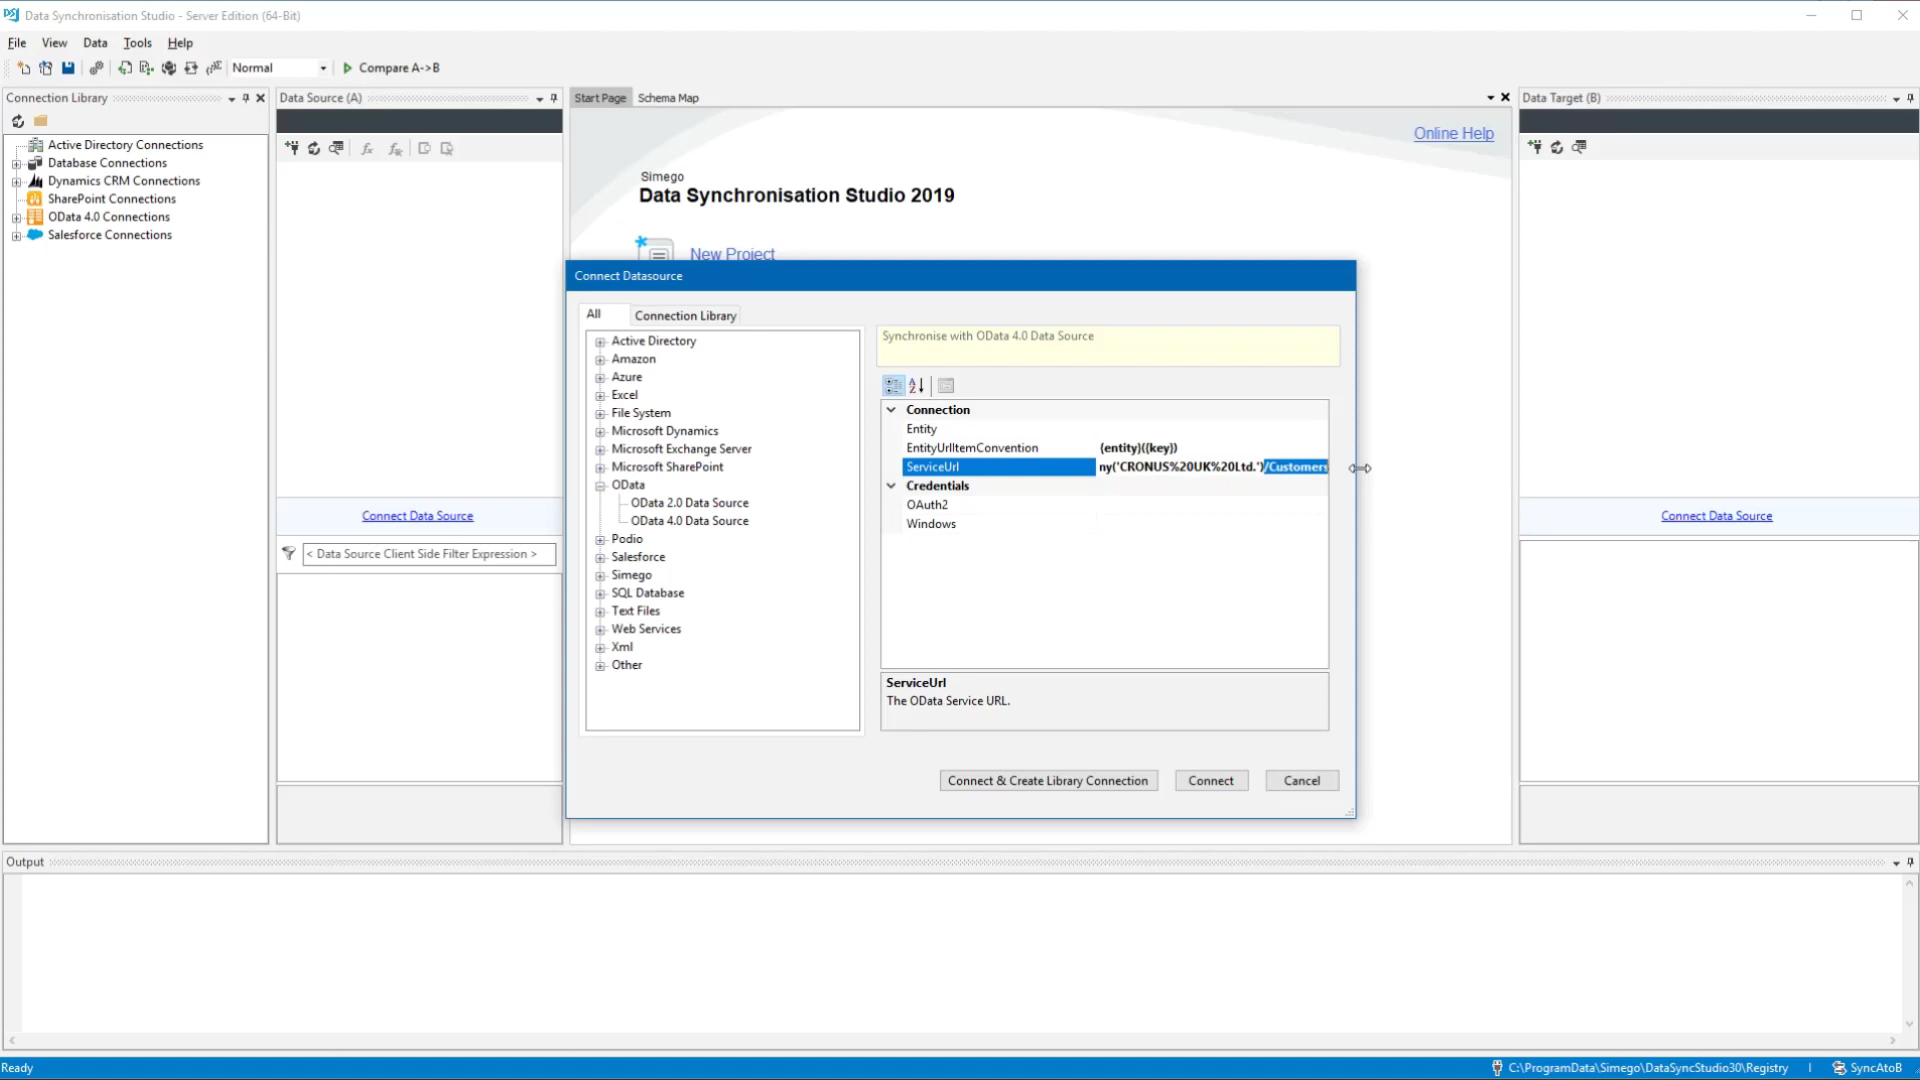 Data Synchronisation Studio - Server Edition (64-Bit)
File View Data Tools Help
Normal Compare A->B
Connection Library
Active Directory Connections
Database Connections
Dynamics CRM Connections
SharePoint Connections
OData 4.0 Connections
Salesforce Connections
Data Source (A)
Connect Data Source
< Data Source Client Side Filter Expression >
Start Page Schema Map
Online Help
Simego
Data Synchronisation Studio 2019
New Project
Connect Datasource
All Connection Library
Active Directory
Amazon
Azure
Excel
File System
Microsoft Dynamics
Microsoft Exchange Server
Microsoft SharePoint
OData
OData 2.0 Data Source
OData 4.0 Data Source
Podio
Salesforce
Simego
SQL Database
Text Files
Web Services
Xml
Other
Synchronise with OData 4.0 Data Source
Connection
Entity
EntityUrlItemConvention {entity}({key})
ServiceUrl ny('CRONUS%20UK%20Ltd.')/Customers
Credentials
OAuth2
Windows
ServiceUrl
The OData Service URL.
Connect & Create Library Connection Connect Cancel
Data Target (B)
Connect Data Source
Output
Ready C:\ProgramData\Simego\DataSyncStudio30\Registry SyncAtoB